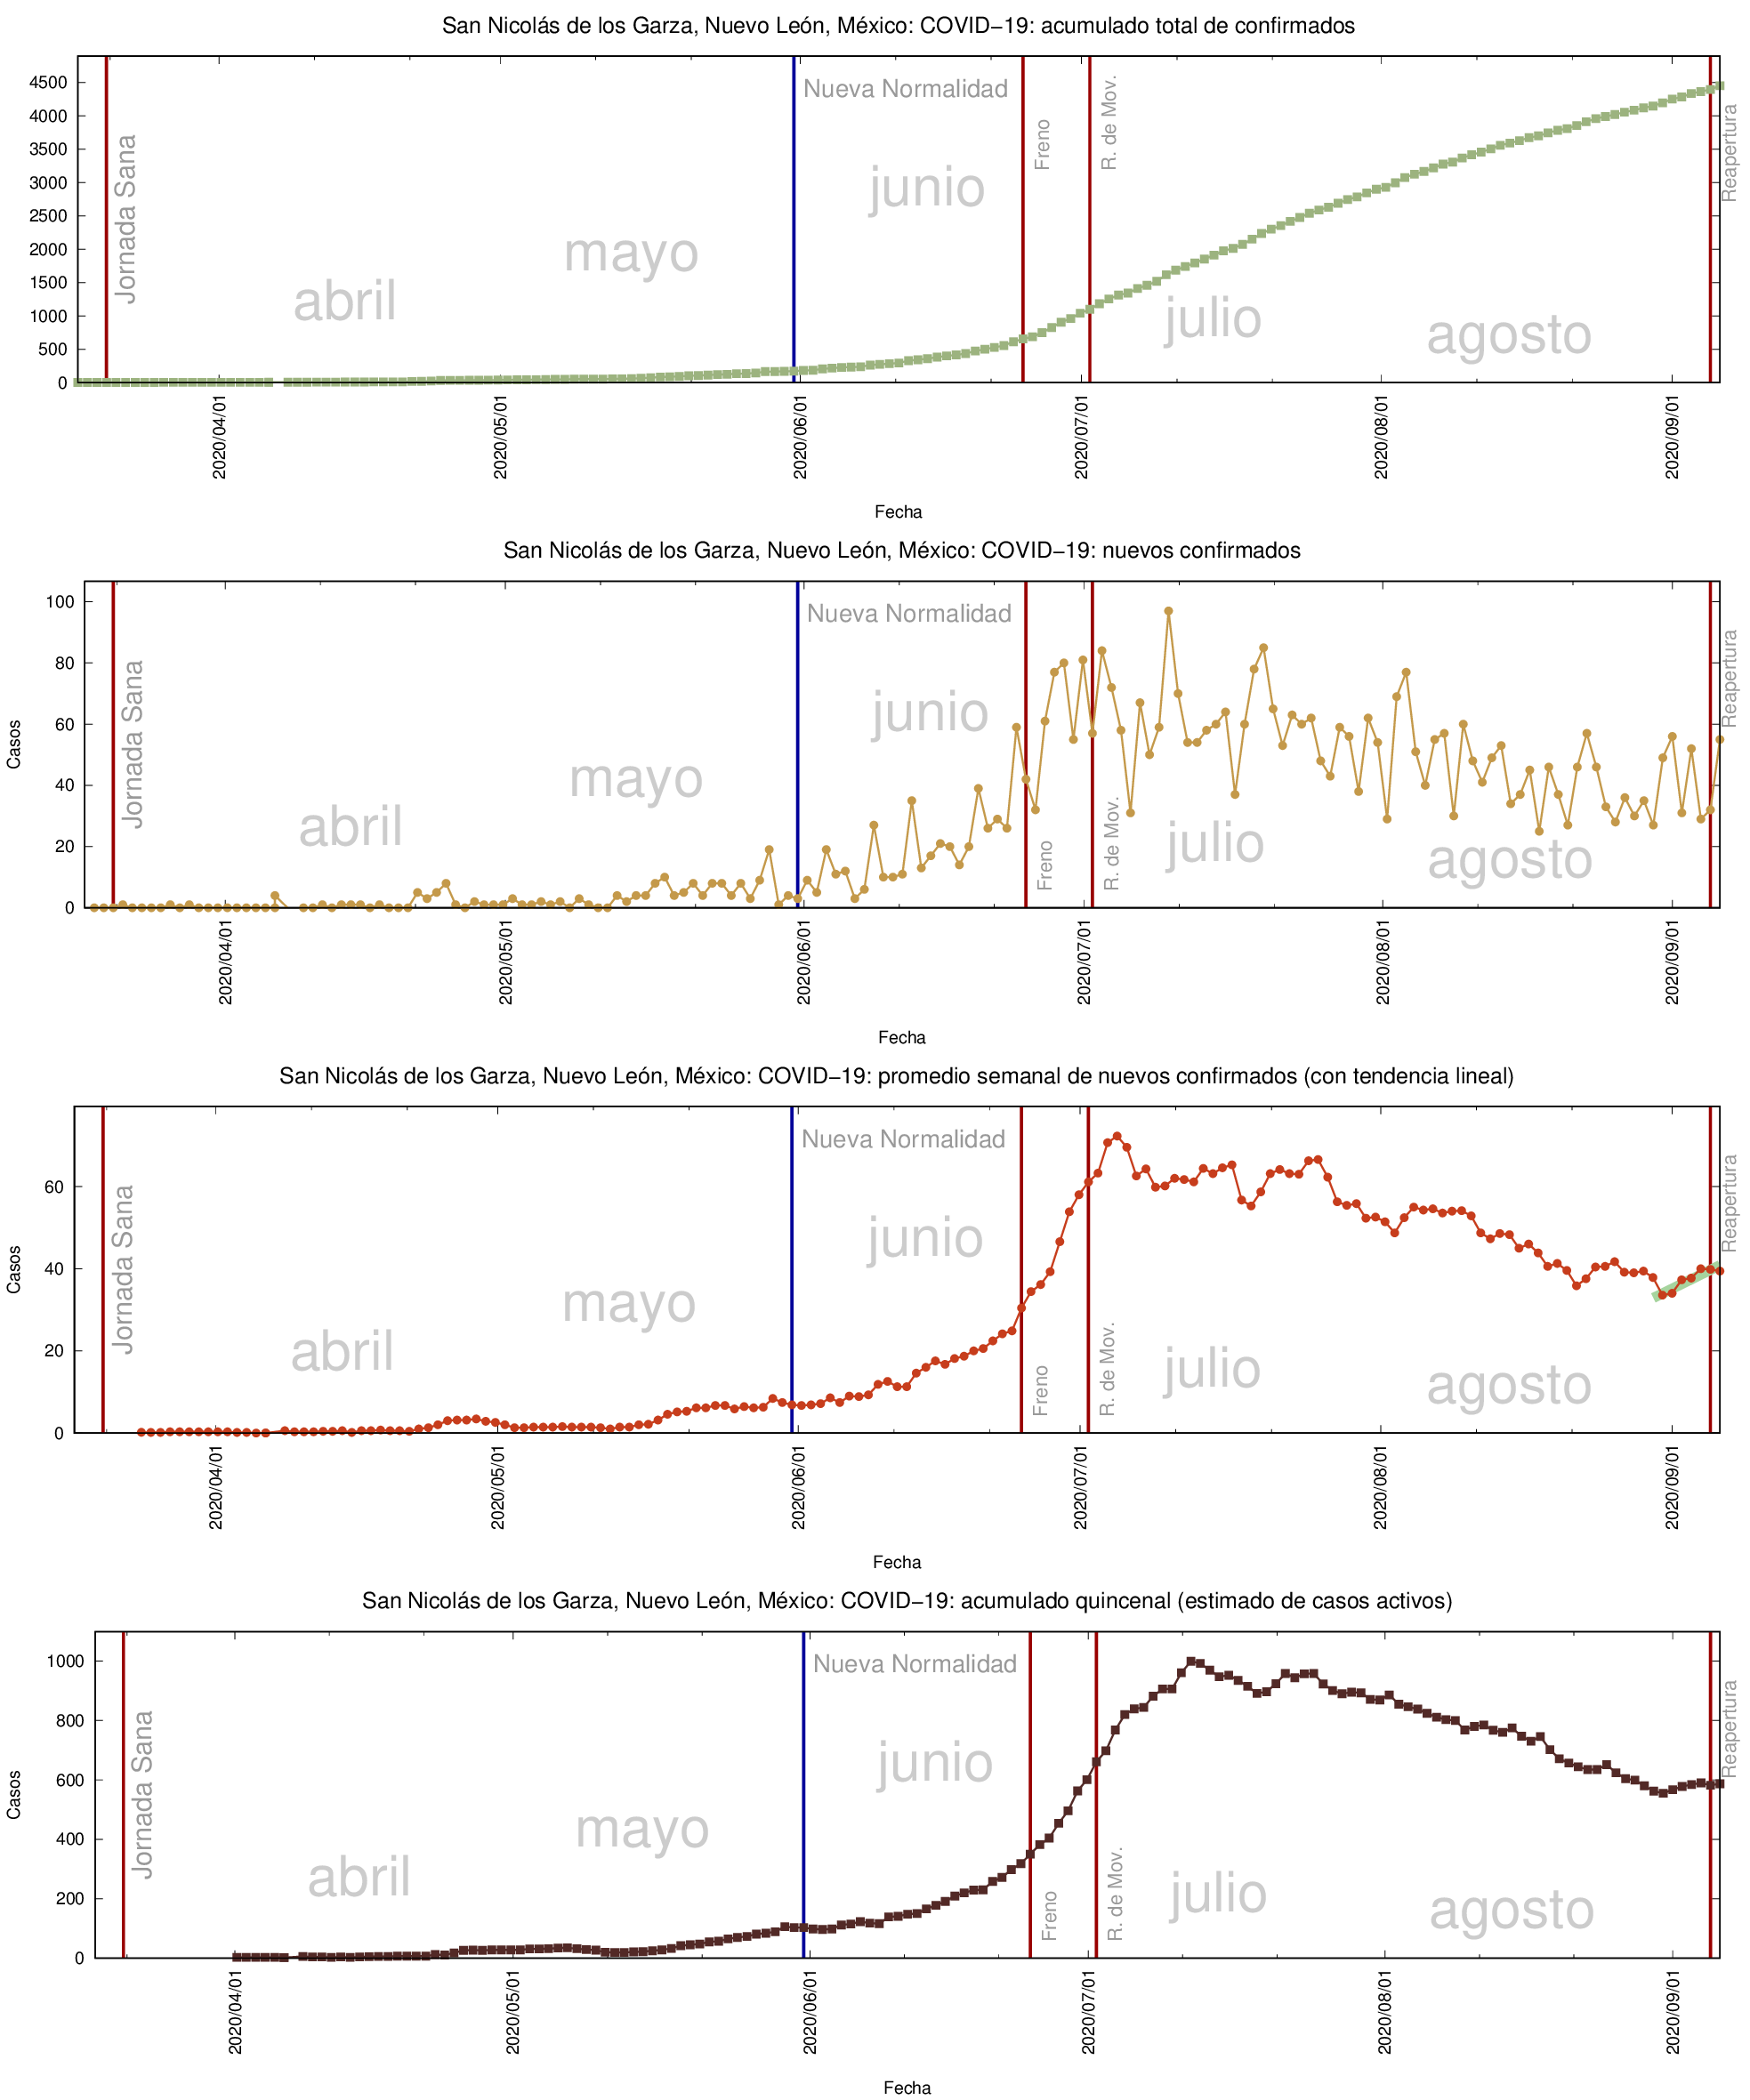 San Nicolás de los Garza, Nuevo León, México: COVID−19: acumulado total de confirmados
4500
4000
3500
3000
2500
2000
1500
1000
500
0
Jornada Sana
abril
mayo
Nueva Normalidad
junio
Freno
R. de Mov.
julio
agosto
Reapertura
2020/04/01
2020/05/01
2020/06/01
2020/07/01
2020/08/01
2020/09/01
Fecha
San Nicolás de los Garza, Nuevo León, México: COVID−19: nuevos confirmados
Casos
100
80
60
40
20
0
Jornada Sana
abril
mayo
Nueva Normalidad
junio
Freno
R. de Mov.
julio
agosto
Reapertura
2020/04/01
2020/05/01
2020/06/01
2020/07/01
2020/08/01
2020/09/01
Fecha
San Nicolás de los Garza, Nuevo León, México: COVID−19: promedio semanal de nuevos confirmados (con tendencia lineal)
Casos
60
40
20
0
Jornada Sana
abril
mayo
Nueva Normalidad
junio
Freno
R. de Mov.
julio
agosto
Reapertura
2020/04/01
2020/05/01
2020/06/01
2020/07/01
2020/08/01
2020/09/01
Fecha
San Nicolás de los Garza, Nuevo León, México: COVID−19: acumulado quincenal (estimado de casos activos)
Casos
1000
800
600
400
200
0
Jornada Sana
abril
mayo
Nueva Normalidad
junio
Freno
R. de Mov.
julio
agosto
Reapertura
2020/04/01
2020/05/01
2020/06/01
2020/07/01
2020/08/01
2020/09/01
Fecha